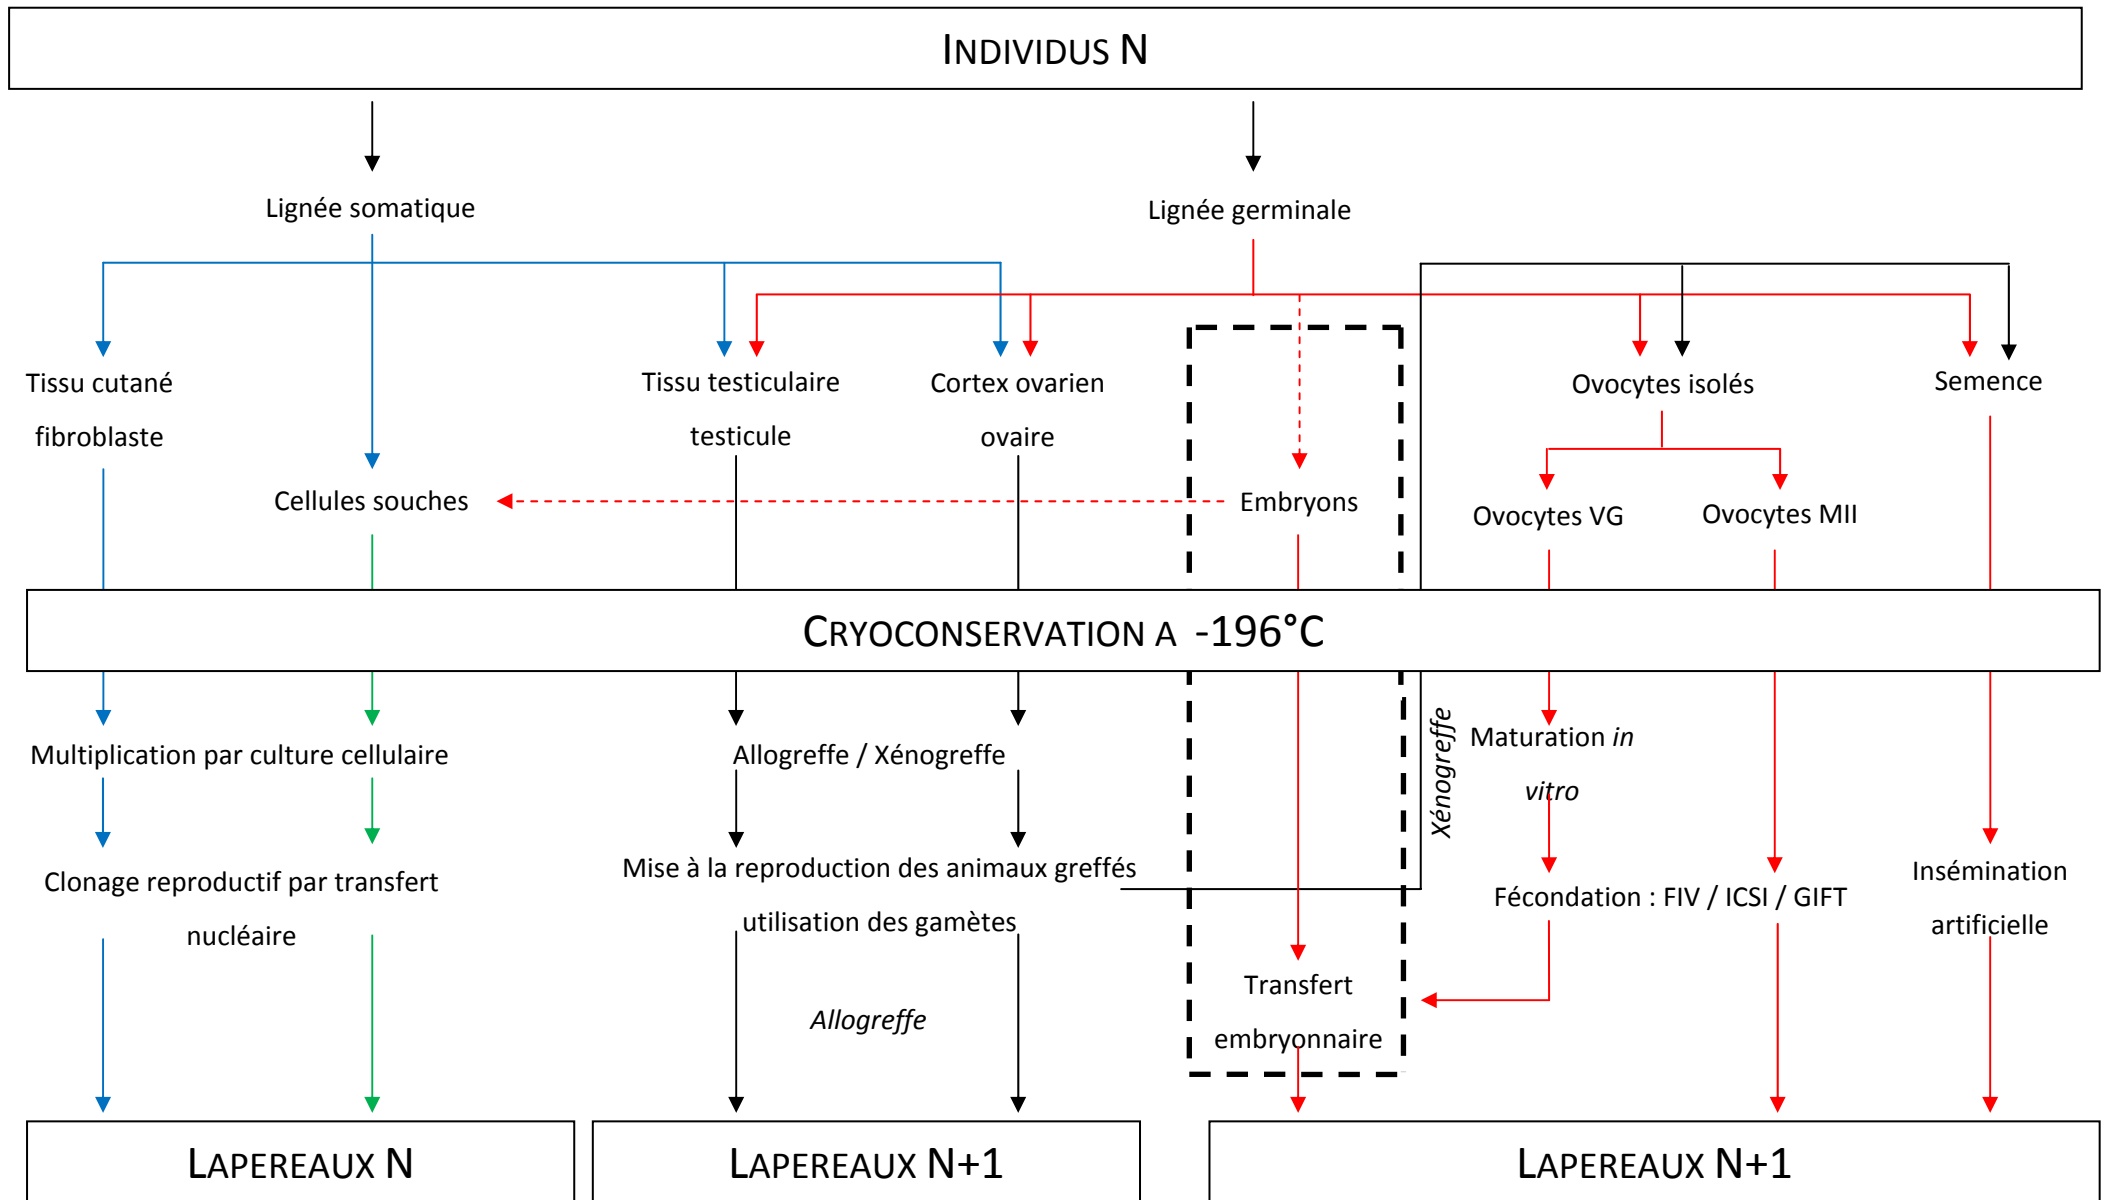 INDIVIDUS N
Lignée somatique
Lignée germinale
Tissu cutané
fibroblaste
Tissu testiculaire
testicule
Cortex ovarien
ovaire
Ovocytes isolés
Semence
Cellules souches
Embryons
Ovocytes VG
Ovocytes MII
CRYOCONSERVATION A -196°C
Multiplication par culture cellulaire
Allogreffe / Xénogreffe
Xénogreffe
Maturation in
vitro
Clonage reproductif par transfert
nucléaire
Mise à la reproduction des animaux greffés
utilisation des gamètes
Fécondation : FIV / ICSI / GIFT
Insémination
artificielle
Allogreffe
Transfert
embryonnaire
LAPEREAUX N
LAPEREAUX N+1
LAPEREAUX N+1